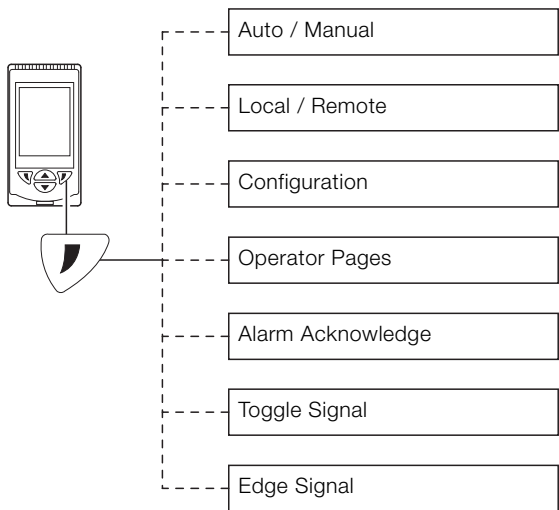 Auto / Manual
Local / Remote
Configuration
Operator Pages
Alarm Acknowledge
Toggle Signal
Edge Signal